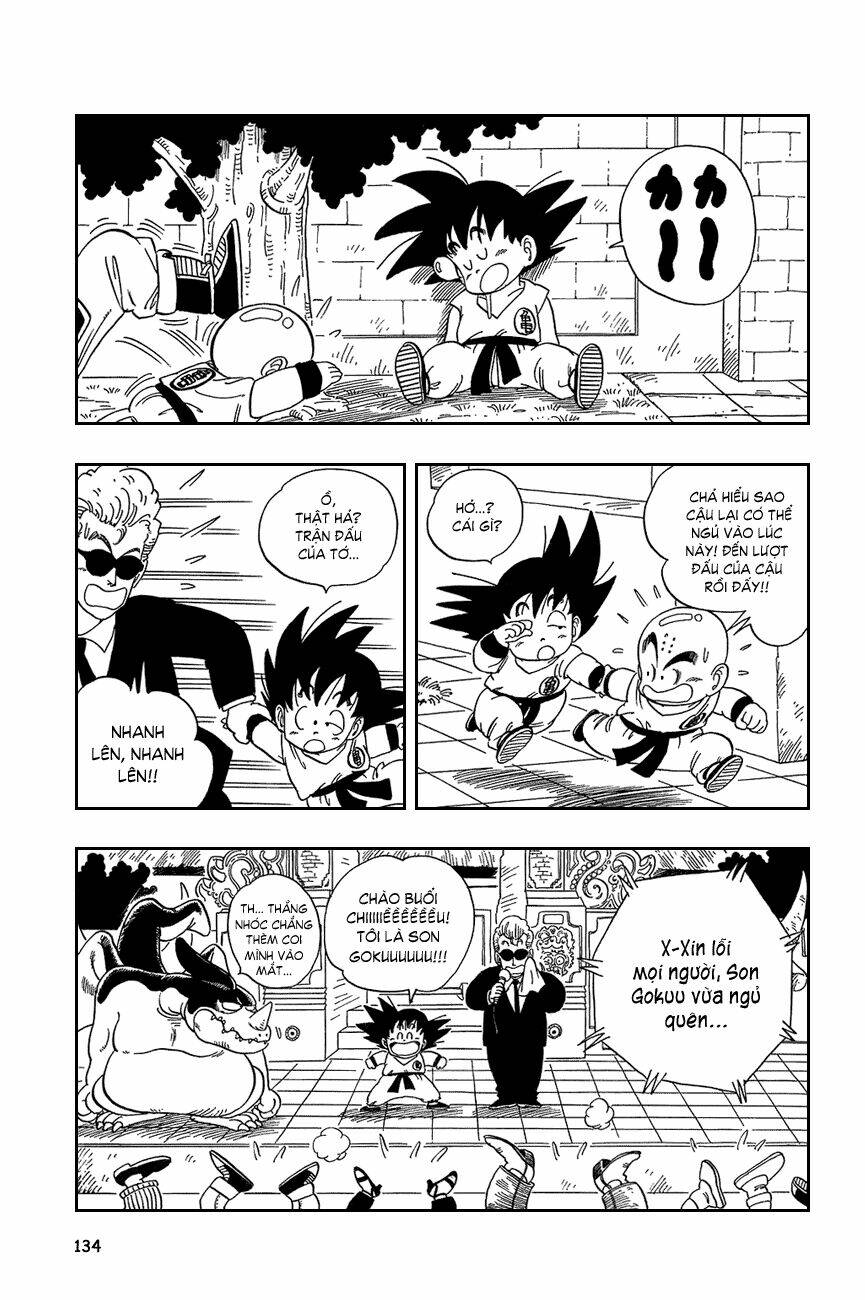 カカ
ーー
CHẢ HIỂU SAO
CẬU LẠI CÓ THỂ
NGỦ VÀO LÚC
NÀY! ĐẾN LƯỢT
ĐẤU CỦA CẬU
RỒI ĐẤY!!
HỚ...?
CÁI GÌ?
Ồ,
THẬT HẢ?
TRẬN ĐẤU
CỦA TỚ...
NHANH
LÊN, NHANH
LÊN!!
X-Xin lỗi
mọi người, Son
Gokuu vừa ngủ
quên...
CHÀO BUỔI
CHIIIIIỀỀỀỀỀỀU!
TÔI LÀ SON
GOKUUUUUU!!!
TH... THẰNG
NHÓC CHẲNG
THÈM COI
MÌNH VÀO
MẮT...
134